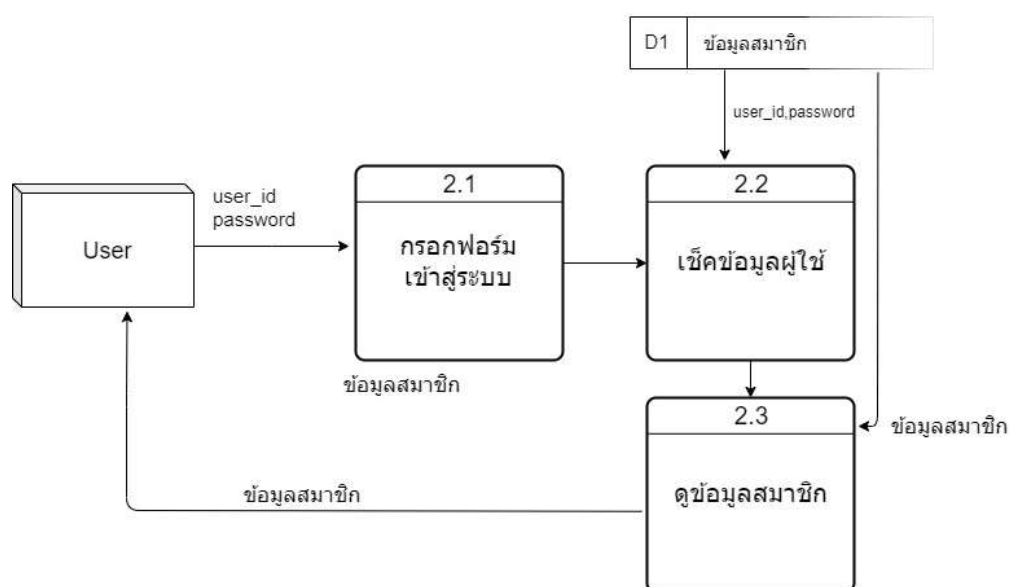 D1 ข้อมูลสมาชิก
user_id,password
user_id
password
User
2.1
กรอกฟอร์ม
เข้าสู่ระบบ
2.2
เช็คข้อมูลผู้ใช้
ข้อมูลสมาชิก
2.3
ดูข้อมูลสมาชิก
ข้อมูลสมาชิก
ข้อมูลสมาชิก